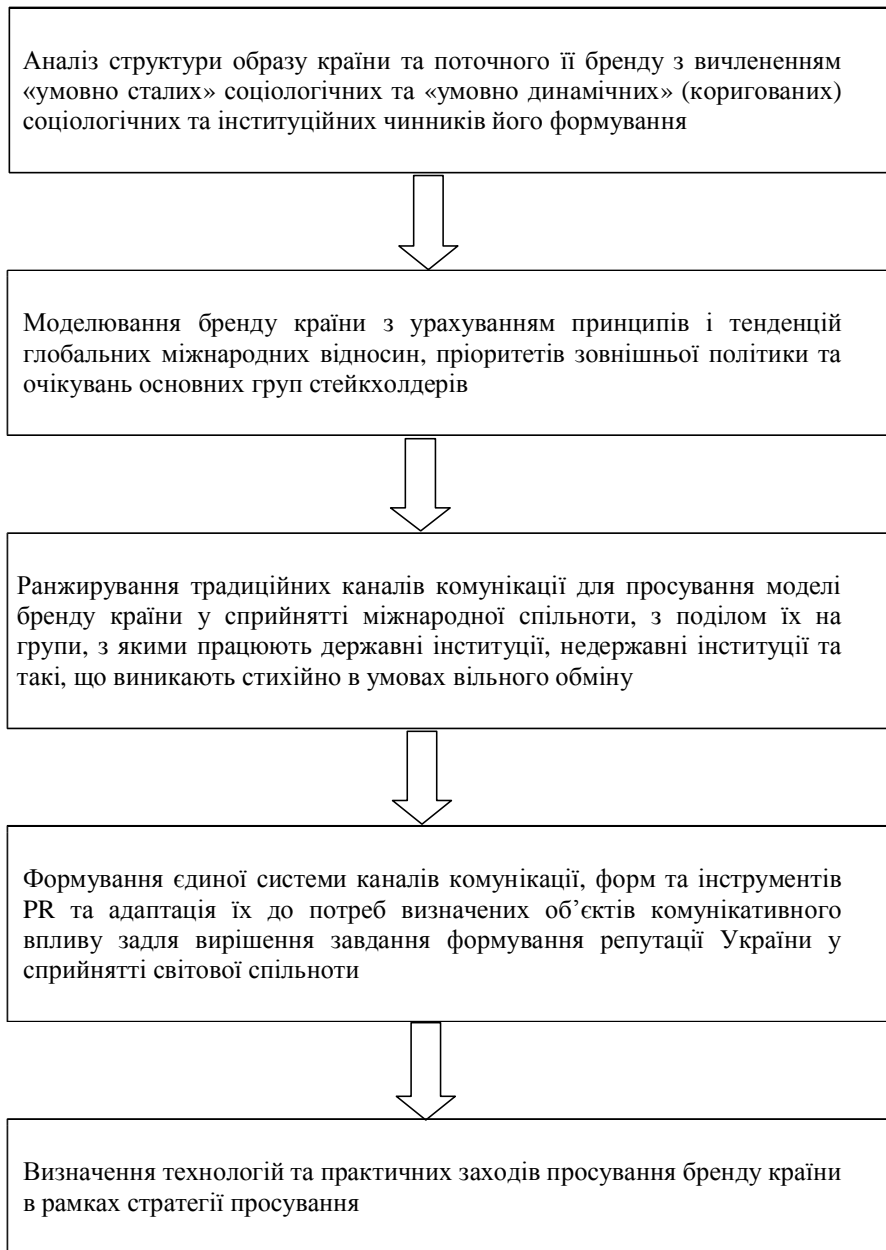 Аналіз структури образу країни та поточного її бренду з вичлененням
«умовно сталих» соціологічних та «умовно динамічних» (коригованих)
соціологічних та інституційних чинників його формування
Моделювання бренду країни з урахуванням принципів і тенденцій
глобальних міжнародних відносин, пріоритетів зовнішньої політики та
очікувань основних груп стейкхолдерів
Ранжирування традиційних каналів комунікації для просування моделі
бренду країни у сприйнятті міжнародної спільноти, з поділом їх на
групи, з якими працюють державні інституції, недержавні інституції та
такі, що виникають стихійно в умовах вільного обміну
Формування єдиної системи каналів комунікації, форм та інструментів
PR та адаптація їх до потреб визначених об’єктів комунікативного
впливу задля вирішення завдання формування репутації України у
сприйнятті світової спільноти
Визначення технологій та практичних заходів просування бренду країни
в рамках стратегії просування